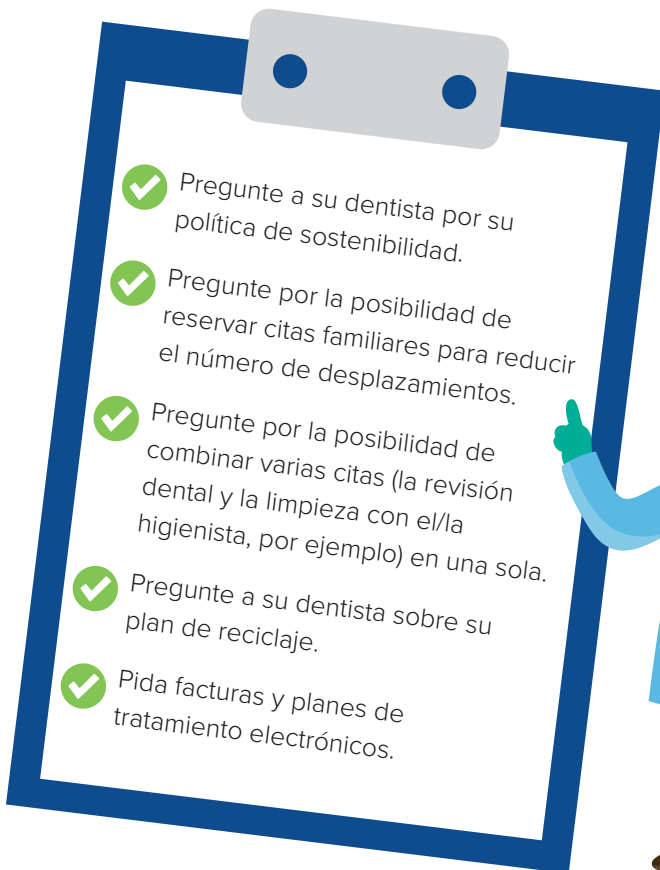 Pregunte a su dentista por su
política de sostenibilidad.
Pregunte por la posibilidad de
reservar citas familiares para reducir
el número de desplazamientos.
Pregunte por la posibilidad de
combinar varias citas (la revisión
dental y la limpieza con el/la
higienista, por ejemplo) en una sola.
Pregunte a su dentista sobre su
plan de reciclaje.
Pida facturas y planes de
tratamiento electrónicos.